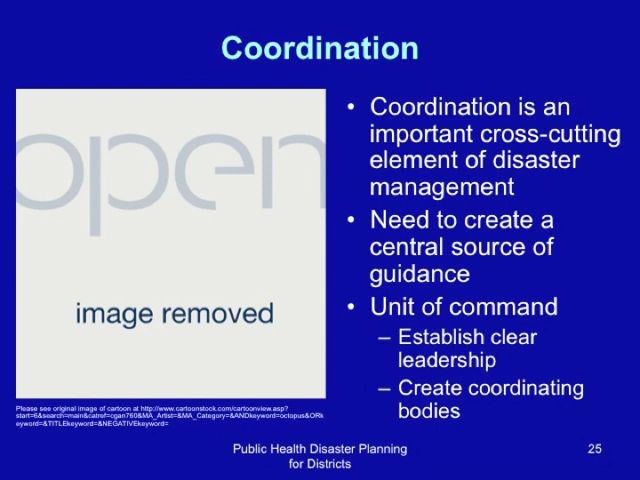 Coordination
open
image removed
Please see original image of cartoon at http://www.cartoonstock.com/cartoonview.asp?
start=6&search=main&catref=cgan760&MA_Artist=&MA_Category=&ANDkeyword=octopus&ORk
eyword=&TITLEkeyword=&NEGATIVEkeyword=
• Coordination is an
important cross-cutting
element of disaster
management
• Need to create a
central source of
guidance
• Unit of command
– Establish clear
leadership
– Create coordinating
bodies
Public Health Disaster Planning
for Districts
25